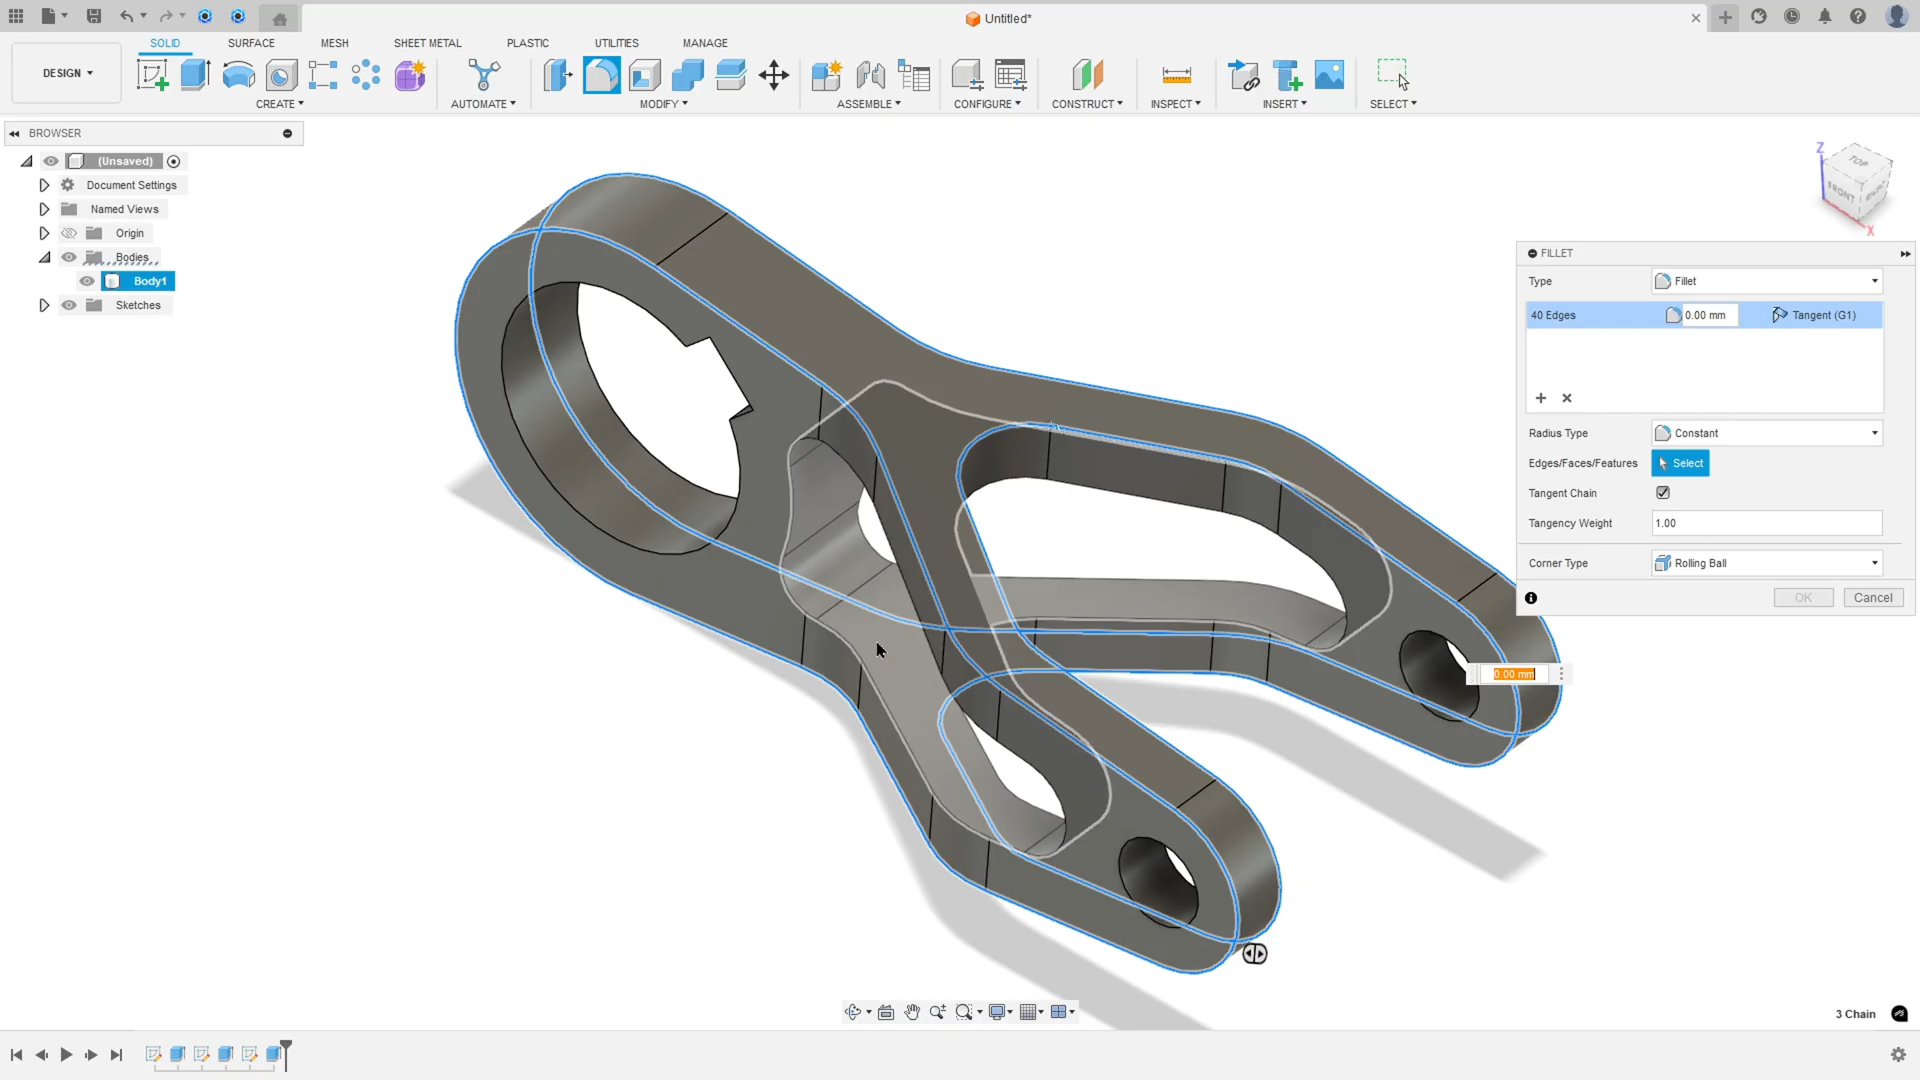 Untitled*
SOLID SURFACE MESH SHEET METAL PLASTIC UTILITIES MANAGE
DESIGN
CREATE AUTOMATE MODIFY ASSEMBLE CONFIGURE CONSTRUCT INSPECT INSERT SELECT
BROWSER
(Unsaved)
Document Settings
Named Views
Origin
Bodies
Body1
Sketches
Z
TOP
FRONT
X
FILLET
Type Fillet
40 Edges 0.00 mm Tangent (G1)
Radius Type Constant
Edges/Faces/Features Select
Tangent Chain
Tangency Weight 1.00
Corner Type Rolling Ball
OK Cancel
0.00 mm
3 Chain